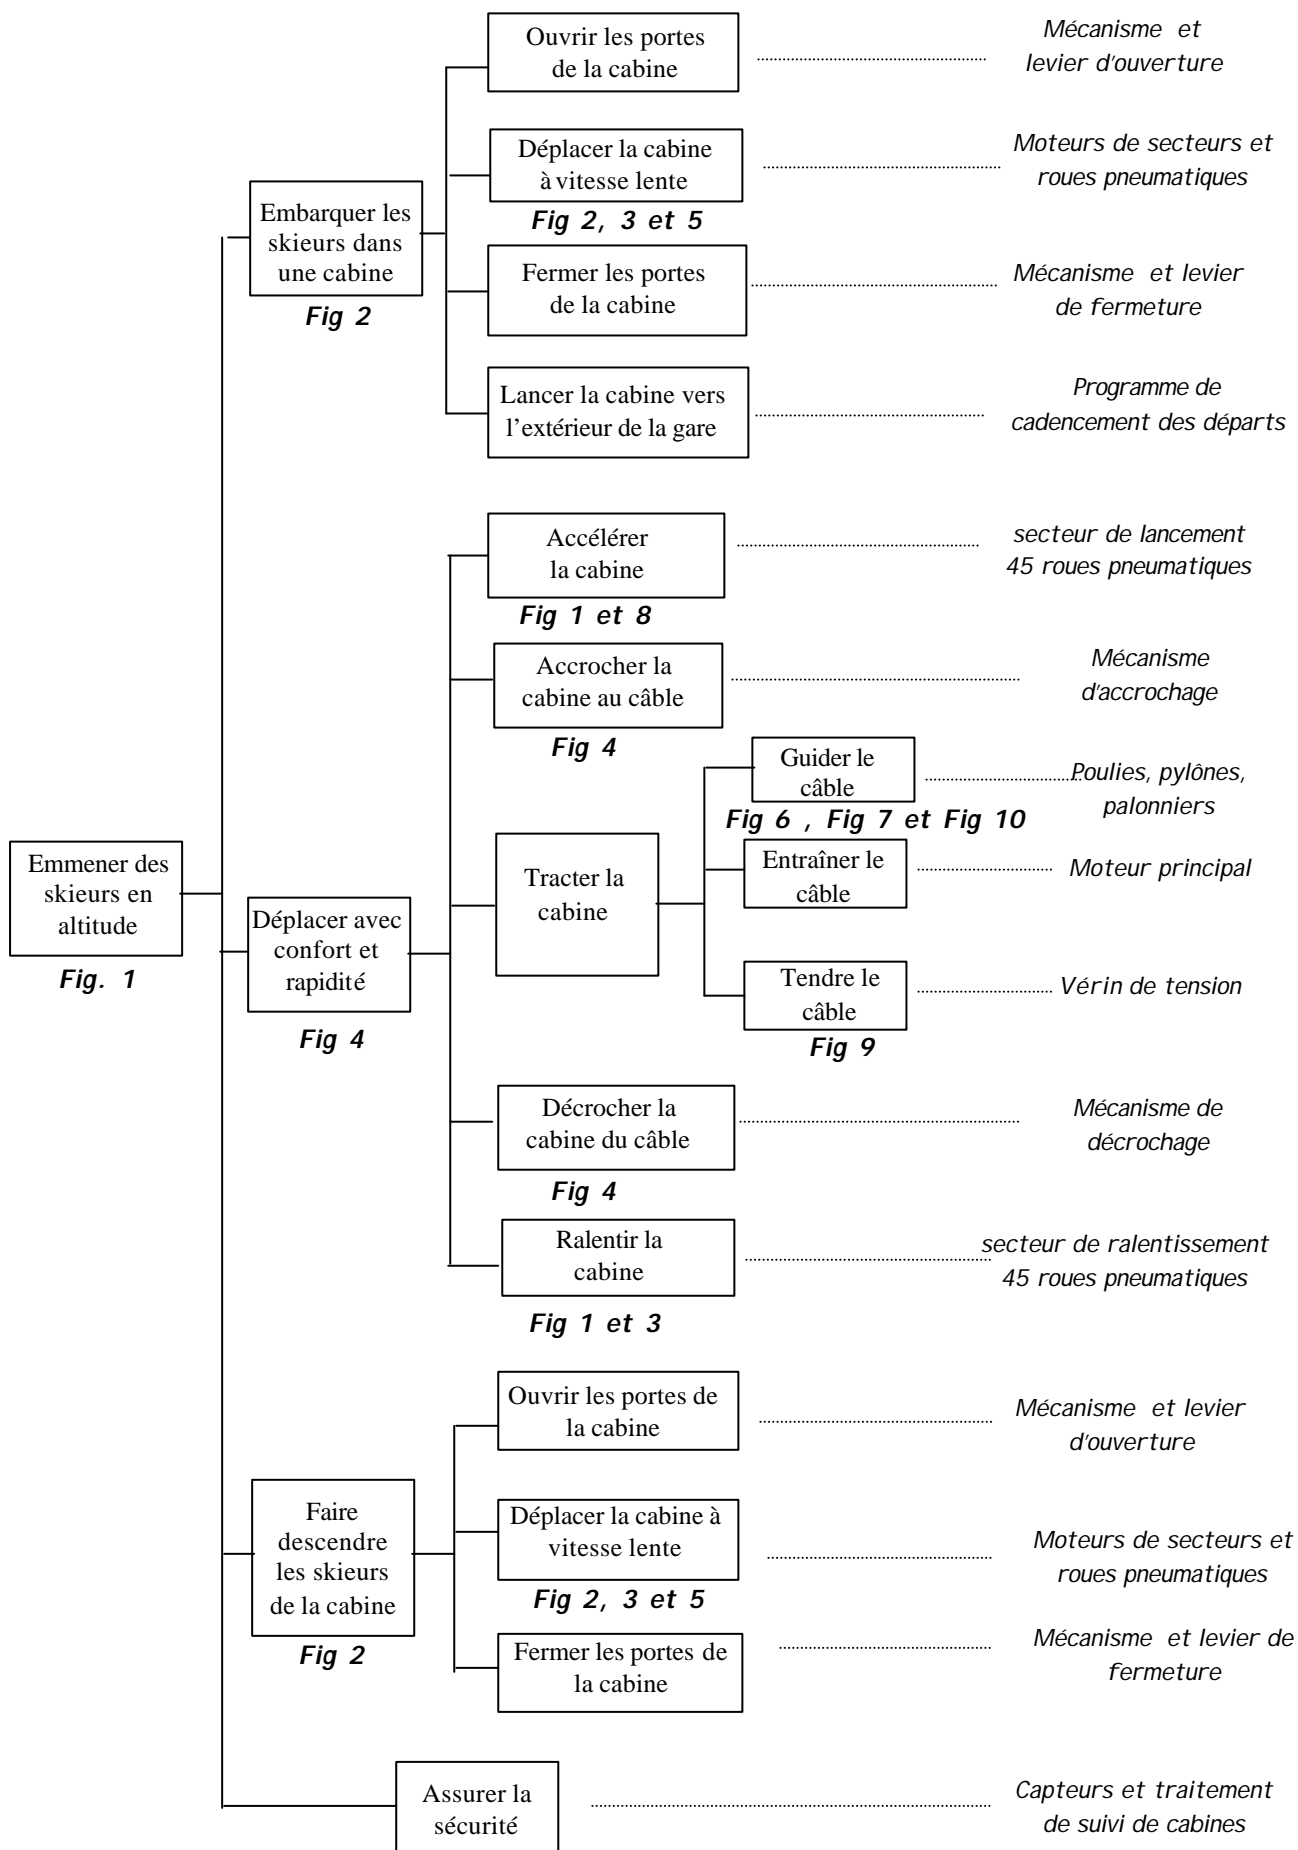 Ouvrir les portes
de la cabine
Mécanisme et
levier d'ouverture
Déplacer la cabine
à vitesse lente
Fig 2, 3 et 5
Moteurs de secteurs et
roues pneumatiques
Embarquer les
skieurs dans
une cabine
Fig 2
Fermer les portes
de la cabine
Mécanisme et levier
de fermeture
Lancer la cabine vers
l'extérieur de la gare
Programme de
cadencement des départs
Accélérer
la cabine
Fig 1 et 8
secteur de lancement
45 roues pneumatiques
Accrocher la
cabine au câble
Fig 4
Mécanisme
d'accrochage
Guider le
câble
Fig 6 , Fig 7 et Fig 10
Poulies, pylônes,
palonniers
Emmener des
skieurs en
altitude
Fig. 1
Déplacer avec
confort et
rapidité
Fig 4
Tracter la
cabine
Entraîner le
câble
Moteur principal
Tendre le
câble
Fig 9
Vérin de tension
Décrocher la
cabine du câble
Fig 4
Mécanisme de
décrochage
Ralentir la
cabine
Fig 1 et 3
secteur de ralentissement
45 roues pneumatiques
Ouvrir les portes de
la cabine
Mécanisme et levier
d'ouverture
Faire
descendre
les skieurs
de la cabine
Fig 2
Déplacer la cabine à
vitesse lente
Fig 2, 3 et 5
Moteurs de secteurs et
roues pneumatiques
Fermer les portes de
la cabine
Mécanisme et levier de
fermeture
Assurer la
sécurité
Capteurs et traitement
de suivi de cabines